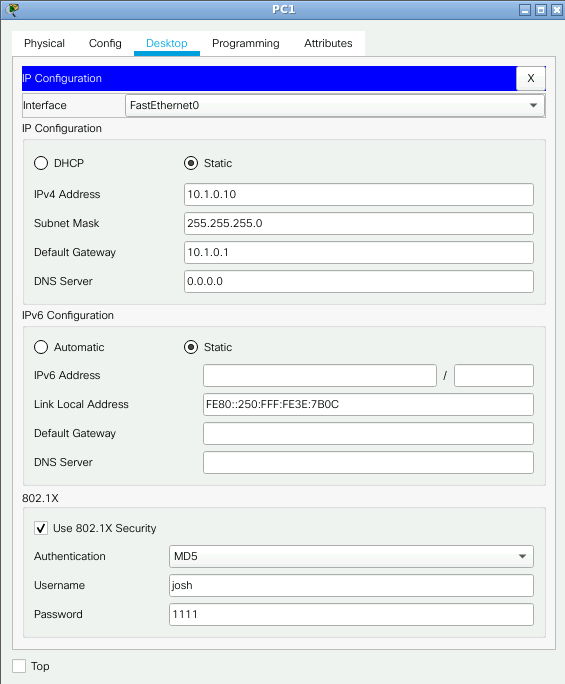 PC1
Physical Config Desktop Programming Attributes
IP Configuration X
Interface FastEthernet0
IP Configuration
DHCP Static
IPv4 Address 10.1.0.10
Subnet Mask 255.255.255.0
Default Gateway 10.1.0.1
DNS Server 0.0.0.0
IPv6 Configuration
Automatic Static
IPv6 Address /
Link Local Address FE80::250:FFF:FE3E:7B0C
Default Gateway
DNS Server
802.1X
Use 802.1X Security
Authentication MD5
Username josh
Password 1111
Top